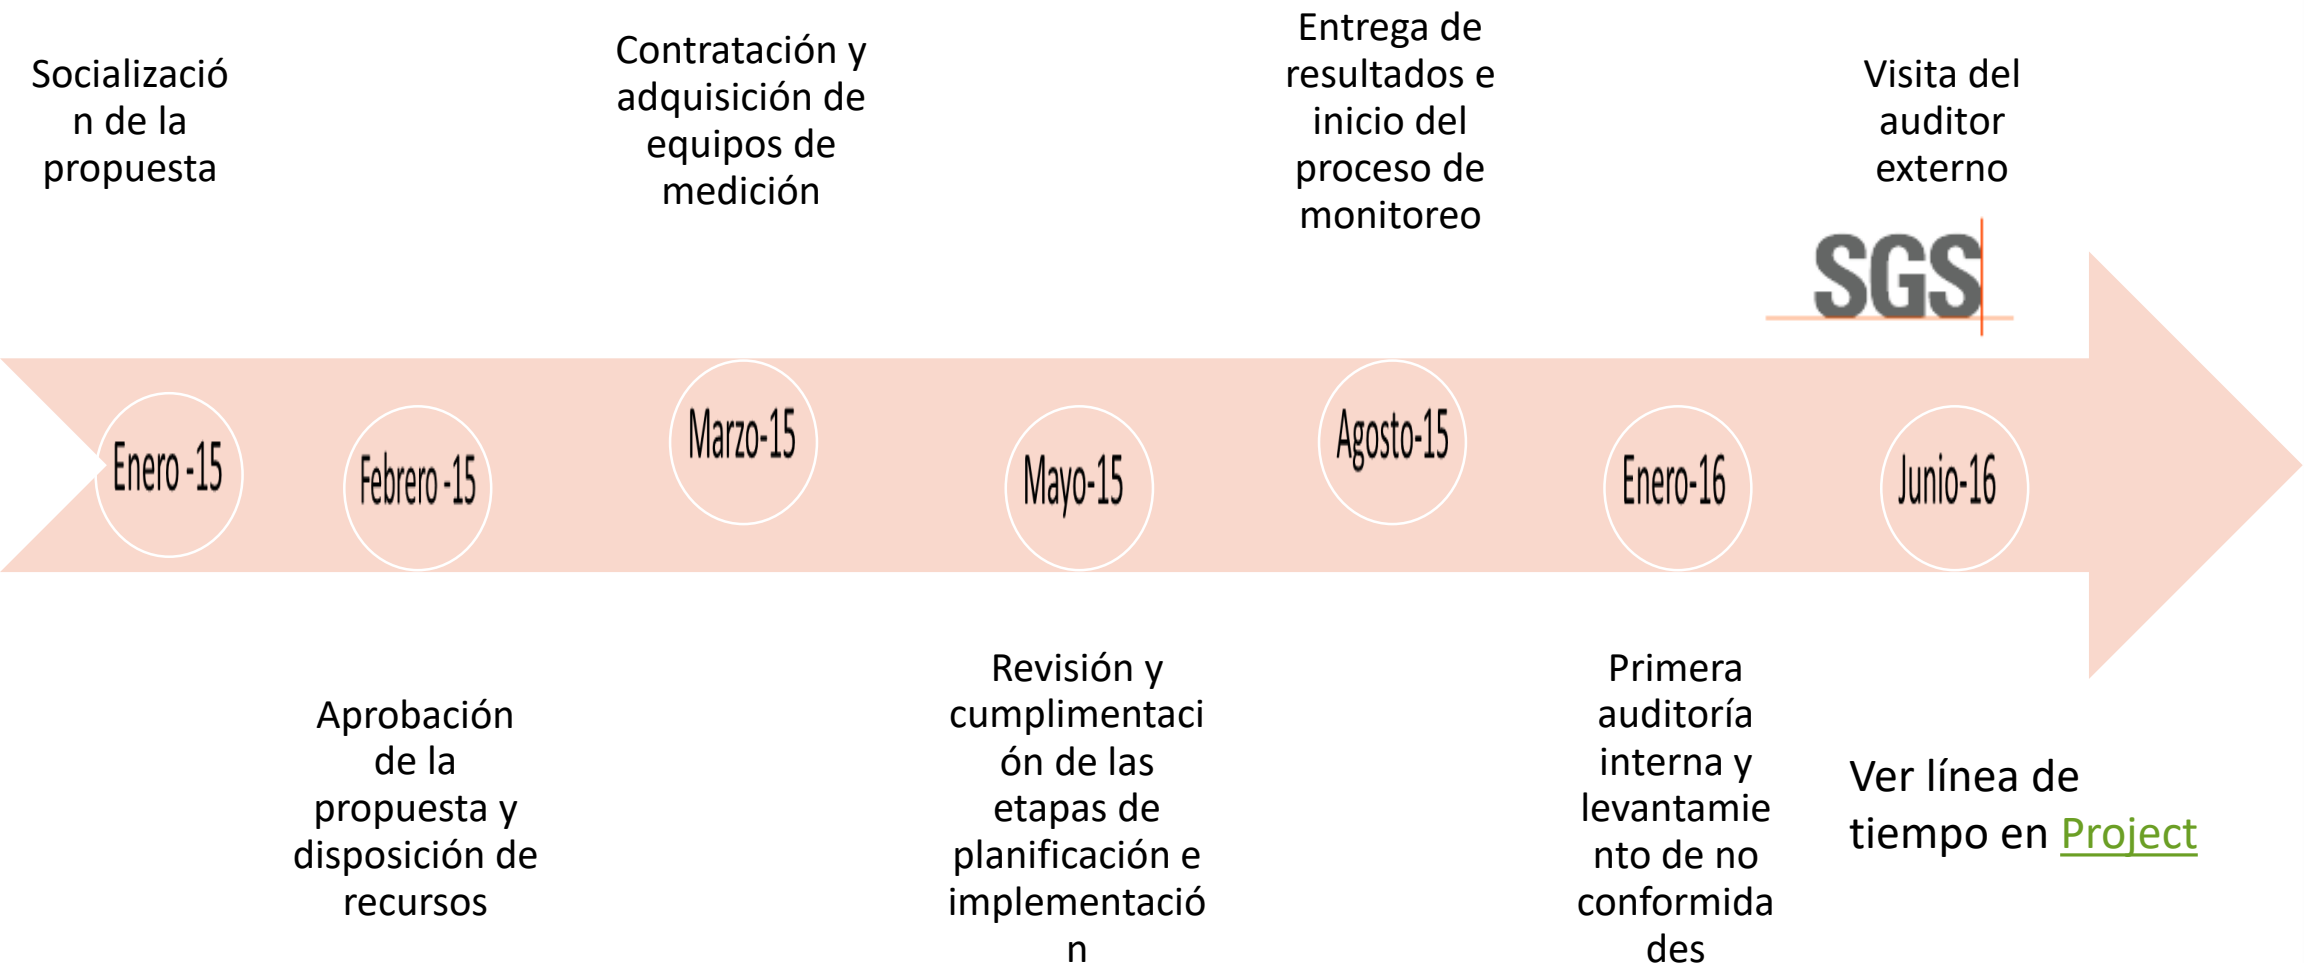 Socializació
n de la
propuesta
Contratación y
adquisición de
equipos de
medición
Entrega de
resultados e
inicio del
proceso de
monitoreo
Visita del
auditor
externo
SGS
Enero -15
Febrero -15
Marzo-15
Mayo-15
Agosto-15
Enero-16
Junio-16
Aprobación
de la
propuesta y
disposición de
recursos
Revisión y
cumplimentaci
ón de las
etapas de
planificación e
implementació
n
Primera
auditoría
interna y
levantamie
nto de no
conformida
des
Ver línea de
tiempo en Project